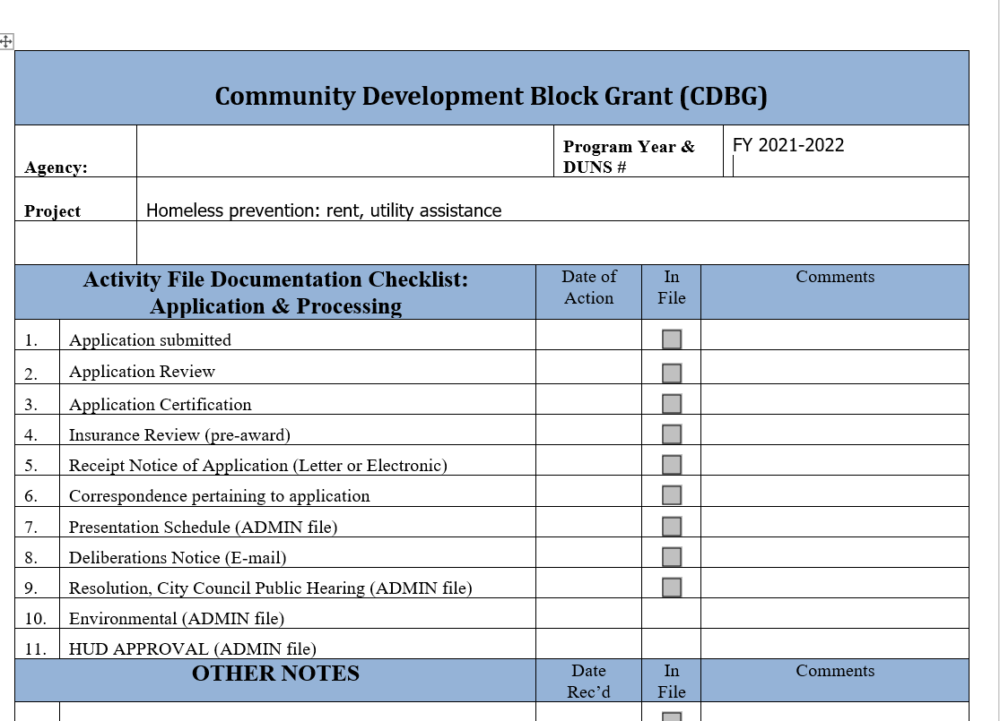 Community Development Block Grant (CDBG)
Agency:
Program Year &
DUNS #
FY 2021-2022
Project
Homeless prevention: rent, utility assistance
Activity File Documentation Checklist:
Application & Processing
Date of
Action
In
File
Comments
1. Application submitted
2. Application Review
3. Application Certification
4. Insurance Review (pre-award)
5. Receipt Notice of Application (Letter or Electronic)
6. Correspondence pertaining to application
7. Presentation Schedule (ADMIN file)
8. Deliberations Notice (E-mail)
9. Resolution, City Council Public Hearing (ADMIN file)
10. Environmental (ADMIN file)
11. HUD APPROVAL (ADMIN file)
OTHER NOTES
Date
Rec’d
In
File
Comments